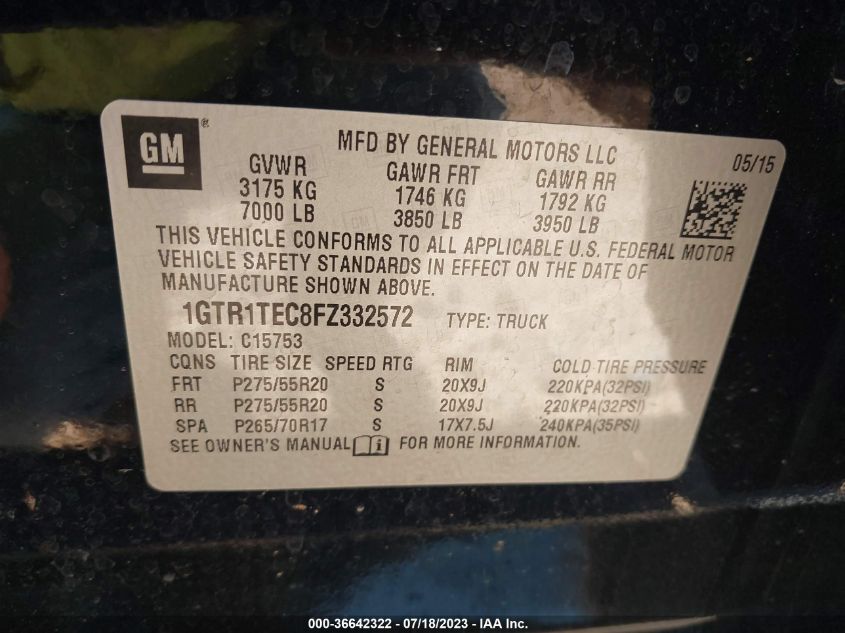 GM ®
MFD BY GENERAL MOTORS LLC
05/15
GVWR GAWR FRT GAWR RR
3175 KG 1746 KG 1792 KG
7000 LB 3850 LB 3950 LB
THIS VEHICLE CONFORMS TO ALL APPLICABLE U.S. FEDERAL MOTOR
VEHICLE SAFETY STANDARDS IN EFFECT ON THE DATE OF
MANUFACTURE SHOWN ABOVE.
1GTR1TEC8FZ332572 TYPE: TRUCK
MODEL: C15753
CQNS TIRE SIZE SPEED RTG RIM COLD TIRE PRESSURE
FRT P275/55R20 S 20X9J 220KPA(32PSI)
RR P275/55R20 S 20X9J 220KPA(32PSI)
SPA P265/70R17 S 17X7.5J 240KPA(35PSI)
SEE OWNER'S MANUAL i FOR MORE INFORMATION.
000-36642322 / 07/18/2023 - IAA Inc.